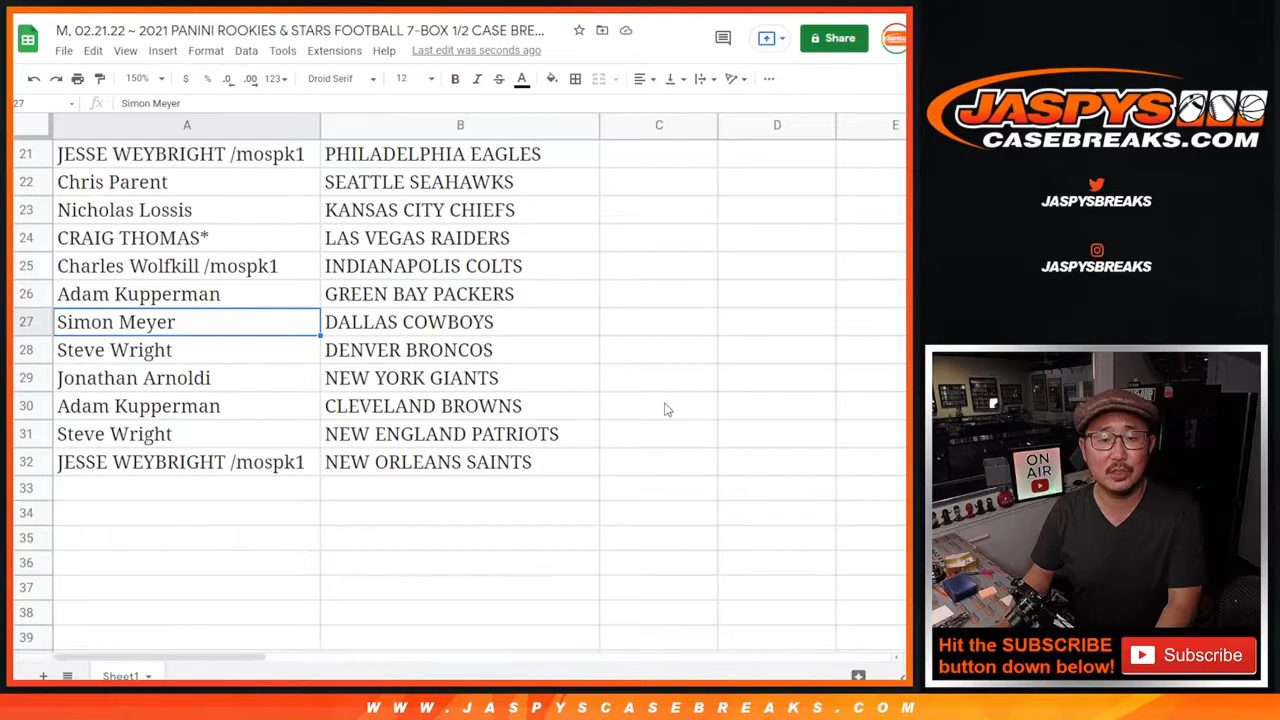 M, 02.21.22 ~ 2021 PANINI ROOKIES & STARS FOOTBALL 7-BOX 1/2 CASE BRE...
File Edit View Insert Format Data Tools Extensions Help Last edit was seconds ago
Share
150% $ % .0 .00 123 Droid Serif 12 B I S A
27 fx Simon Meyer
A B C D E
21 JESSE WEYBRIGHT /mospk1 PHILADELPHIA EAGLES
22 Chris Parent SEATTLE SEAHAWKS
23 Nicholas Lossis KANSAS CITY CHIEFS
24 CRAIG THOMAS* LAS VEGAS RAIDERS
25 Charles Wolfkill /mospk1 INDIANAPOLIS COLTS
26 Adam Kupperman GREEN BAY PACKERS
27 Simon Meyer DALLAS COWBOYS
28 Steve Wright DENVER BRONCOS
29 Jonathan Arnoldi NEW YORK GIANTS
30 Adam Kupperman CLEVELAND BROWNS
31 Steve Wright NEW ENGLAND PATRIOTS
32 JESSE WEYBRIGHT /mospk1 NEW ORLEANS SAINTS
33
34
35
36
37
38
39
Sheet1
JASPYS
CASEBREAKS.COM
JASPYSBREAKS
JASPYSBREAKS
ON
AIR
Hit the SUBSCRIBE
button down below!
Subscribe
WWW.JASPYSCASEBREAKS.COM